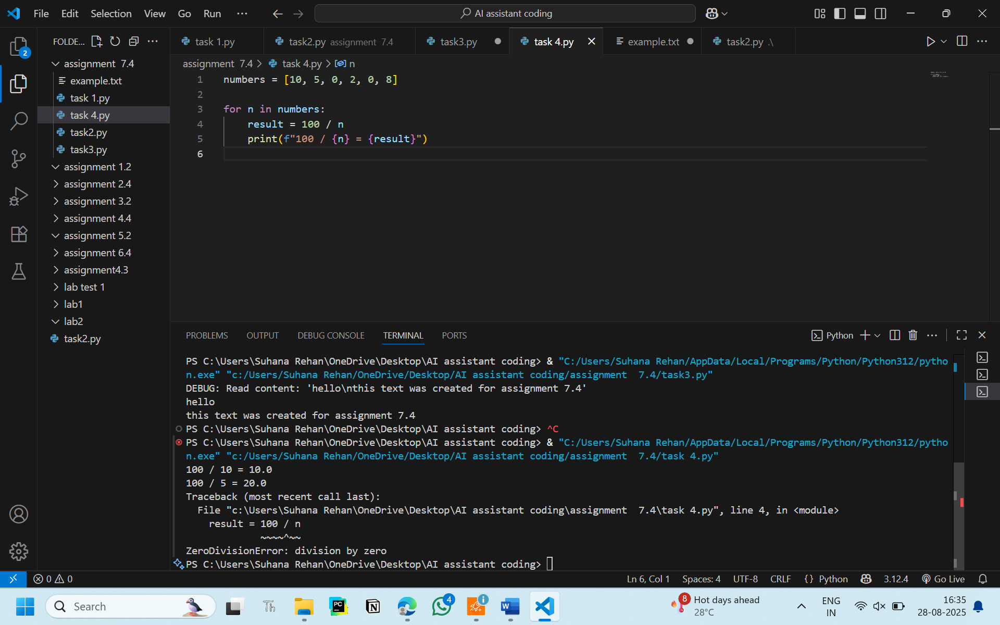 File Edit Selection View Go Run ··· AI assistant coding
2
FOLDE... ···
assignment  7.4
example.txt
task 1.py
task 4.py
task2.py
task3.py
assignment 1.2
assignment 2.4
assignment 3.2
assignment 4.4
assignment 5.2
assignment 6.4
assignment4.3
lab test 1
lab1
lab2
task2.py
task 1.py task2.py assignment  7.4 task3.py task 4.py example.txt task2.py .\
assignment  7.4 > task 4.py > n
1 numbers = [10, 5, 0, 2, 0, 8]
2
3 for n in numbers:
4     result = 100 / n
5     print(f"100 / {n} = {result}")
6
PROBLEMS OUTPUT DEBUG CONSOLE TERMINAL PORTS Python
PS C:\Users\Suhana Rehan\OneDrive\Desktop\AI assistant coding> & "C:/Users/Suhana Rehan/AppData/Local/Programs/Python/Python312/pytho
n.exe" "c:/Users/Suhana Rehan/OneDrive/Desktop/AI assistant coding/assignment  7.4/task3.py"
DEBUG: Read content: 'hello\nthis text was created for assignment 7.4'
hello
this text was created for assignment 7.4
PS C:\Users\Suhana Rehan\OneDrive\Desktop\AI assistant coding> ^C
PS C:\Users\Suhana Rehan\OneDrive\Desktop\AI assistant coding> & "C:/Users/Suhana Rehan/AppData/Local/Programs/Python/Python312/pytho
n.exe" "c:/Users/Suhana Rehan/OneDrive/Desktop/AI assistant coding/assignment  7.4/task 4.py"
100 / 10 = 10.0
100 / 5 = 20.0
Traceback (most recent call last):
  File "c:\Users\Suhana Rehan\OneDrive\Desktop\AI assistant coding\assignment  7.4\task 4.py", line 4, in <module>
    result = 100 / n
             ~~~~^~~
ZeroDivisionError: division by zero
PS C:\Users\Suhana Rehan\OneDrive\Desktop\AI assistant coding>
0 0 Ln 6, Col 1 Spaces: 4 UTF-8 CRLF {} Python 3.12.4 Go Live
Search Th PC N 4 W 8 Hot days ahead ENG 16:35
28°C IN 28-08-2025